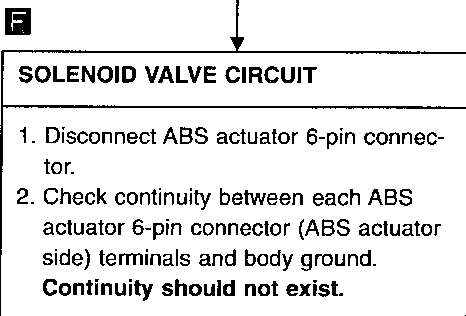 F
SOLENOID VALVE CIRCUIT
1. Disconnect ABS actuator 6-pin connec-
tor.
2. Check continuity between each ABS
actuator 6-pin connector (ABS actuator
side) terminals and body ground.
Continuity should not exist.